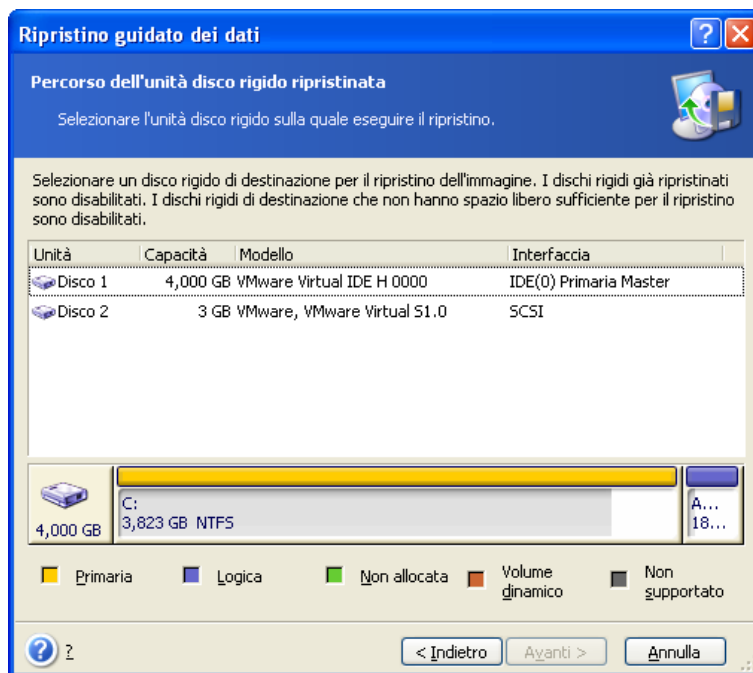 Ripristino guidato dei dati
Percorso dell'unità disco rigido ripristinata
Selezionare l'unità disco rigido sulla quale eseguire il ripristino.
Selezionare un disco rigido di destinazione per il ripristino dell'immagine. I dischi rigidi già ripristinati
sono disabilitati. I dischi rigidi di destinazione che non hanno spazio libero sufficiente per il ripristino
sono disabilitati.
Unità Capacità Modello Interfaccia
Disco 1 4,000 GB VMware Virtual IDE H 0000 IDE(0) Primaria Master
Disco 2 3 GB VMware, VMware Virtual S1.0 SCSI
4,000 GB
C:
3,823 GB NTFS
A...
18...
Primaria
Logica
Non allocata
Volume
dinamico
Non
supportato
? ?
< Indietro
Avanti >
Annulla